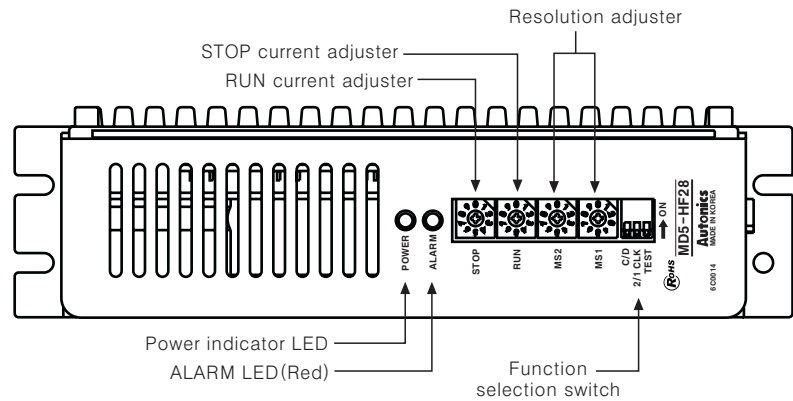 Resolution adjuster
STOP current adjuster
RUN current adjuster
POWER
ALARM
STOP
RUN
MS2
MS1
C/D
2/1 CLK
TEST
ON
RoHS
MD5-HF28
Autonics
MADE IN KOREA
6C0014
Power indicator LED
ALARM LED(Red)
Function
selection switch